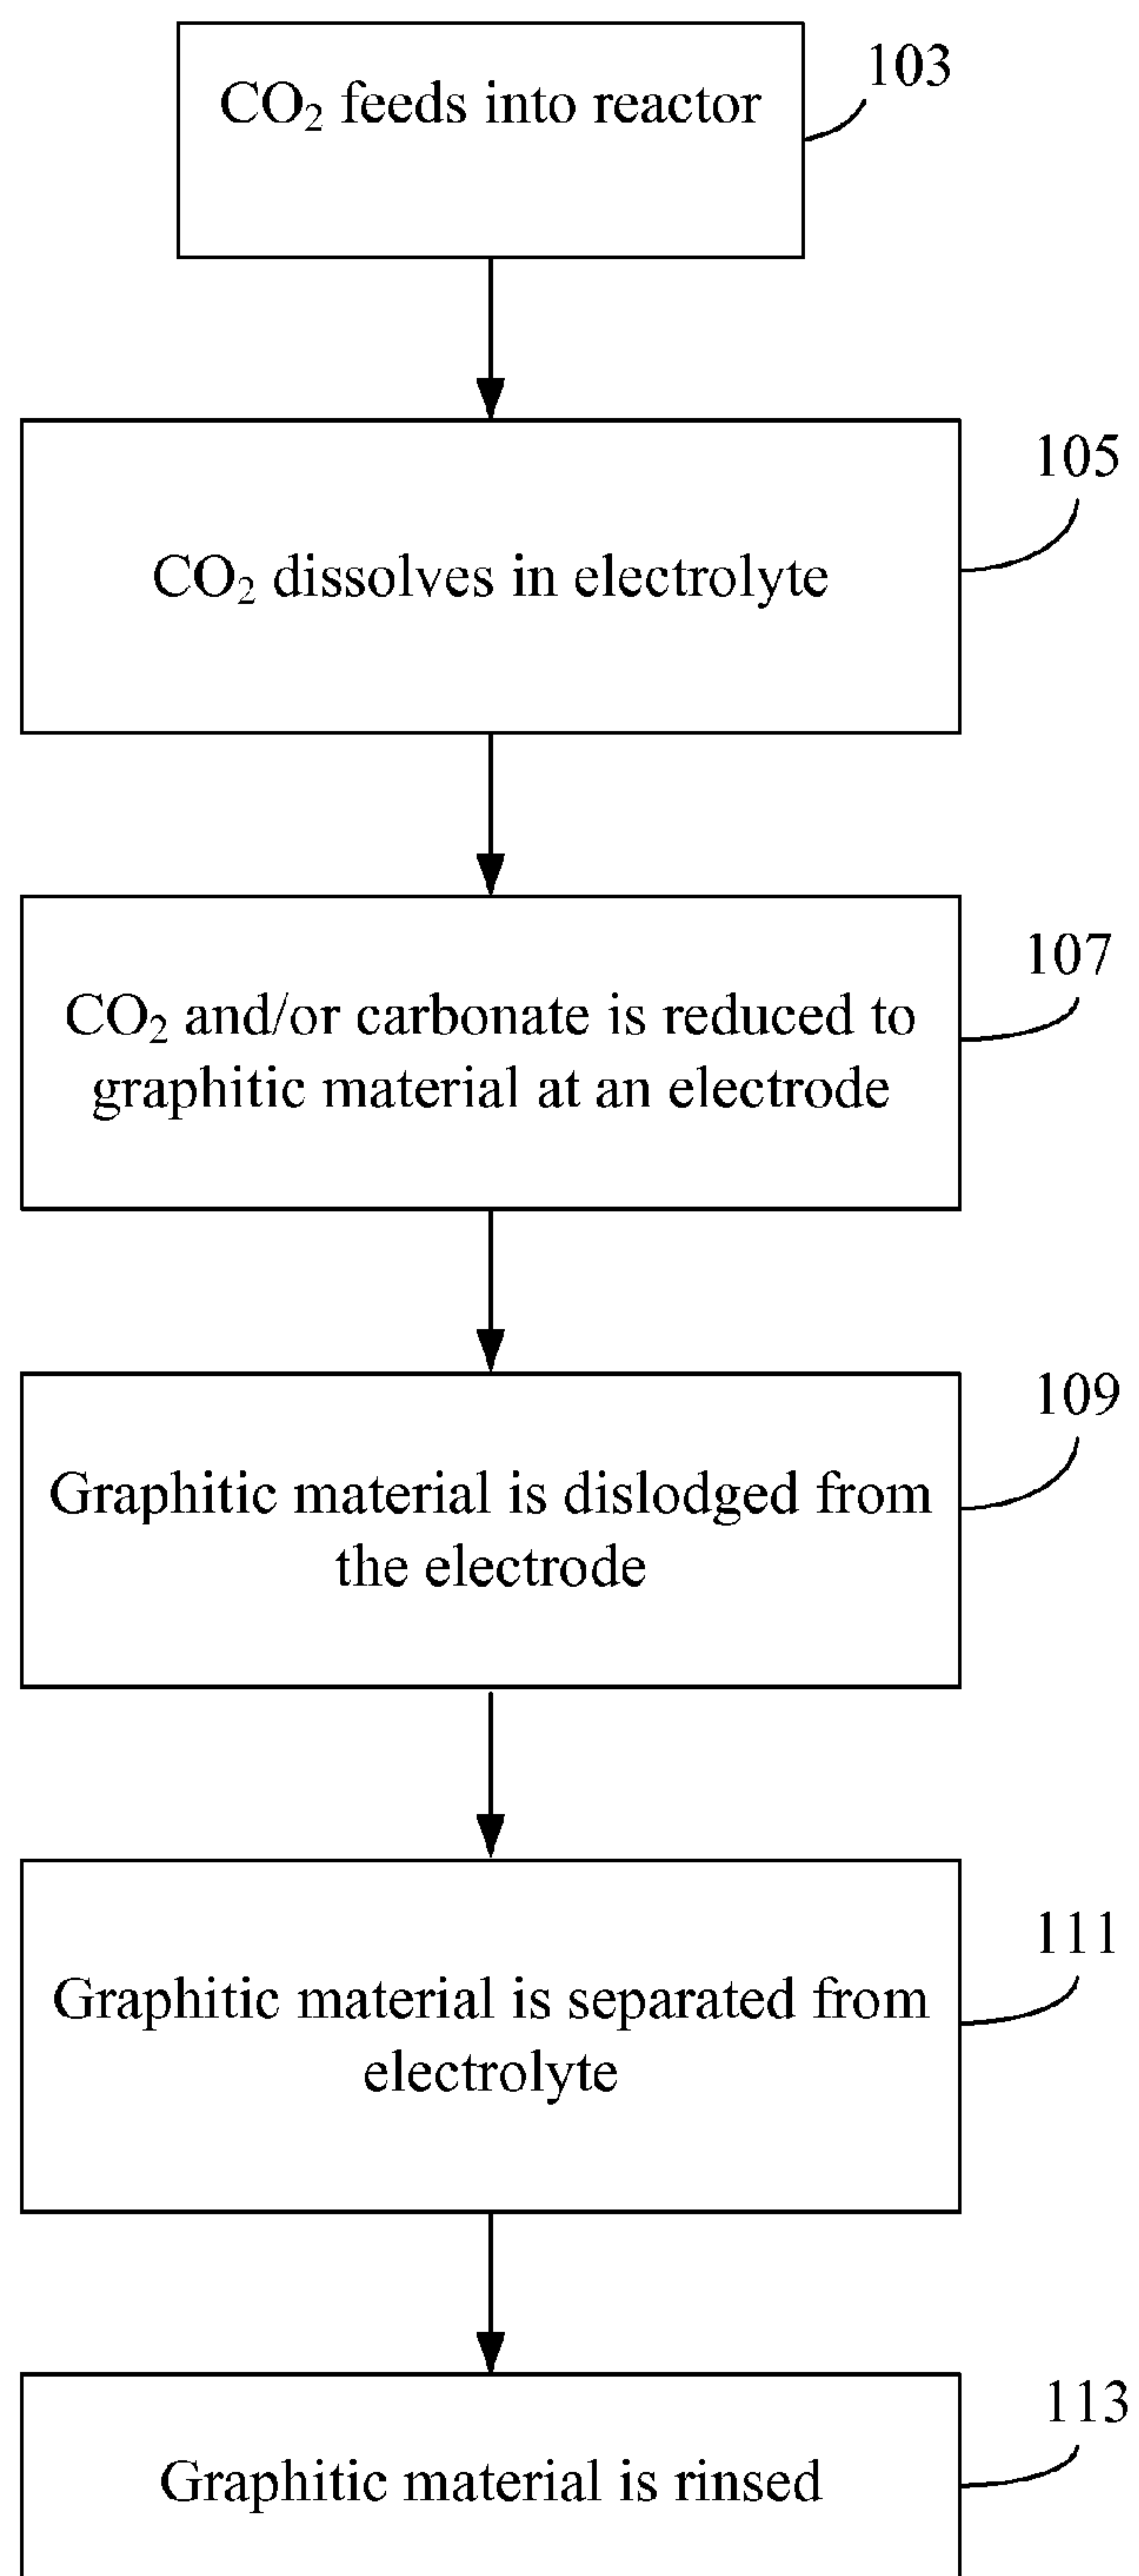 CO₂ feeds into reactor
103
CO₂ dissolves in electrolyte
105
CO₂ and/or carbonate is reduced to
graphitic material at an electrode
107
Graphitic material is dislodged from
the electrode
109
Graphitic material is separated from
electrolyte
111
Graphitic material is rinsed
113